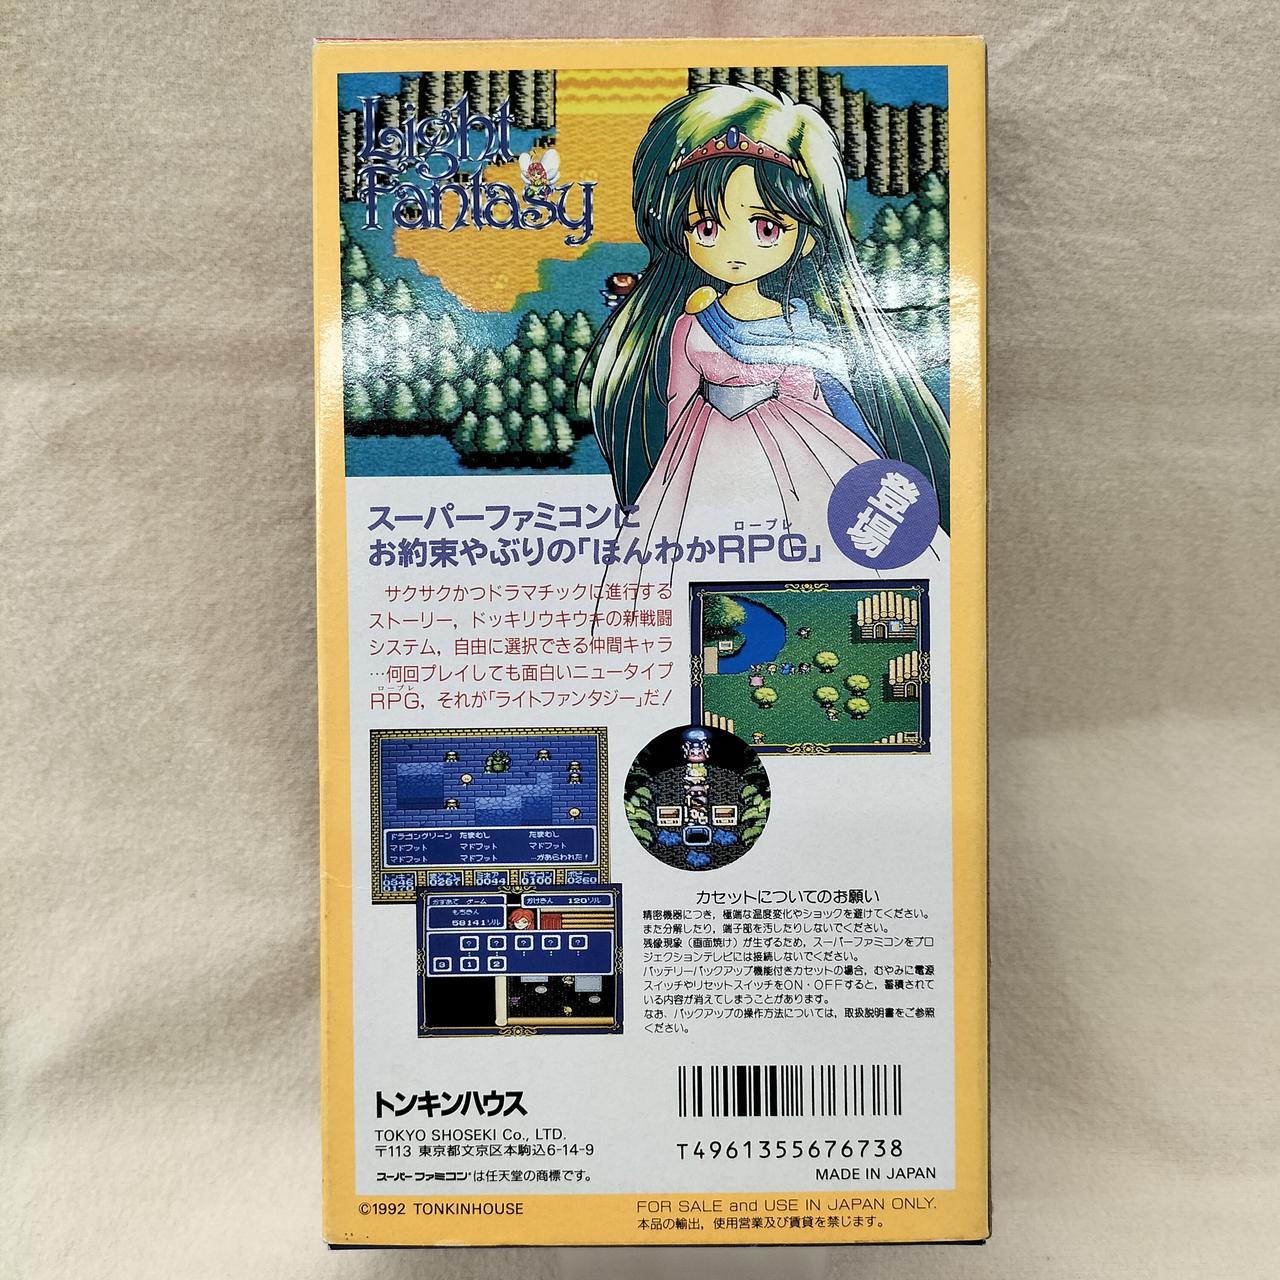 Light
Fantasy
スーパーファミコンに
お約束やぶりの「ほんわかRPG」
ロープレ
登場
サクサクかつドラマチックに進行する
ストーリー，ドッキリウキウキの新戦闘
システム，自由に選択できる仲間キャラ
…何回プレイしても面白いニュータイプ
RPG，それが「ライトファンタジー」だ！
ロープレ
ドラゴングリーン たまむし たまむし
マドフット マドフット マドフット
マドフット マドフット …があらわれた！
0267 0044 0100 0260
かずあて ゲーム かけきん 120リル
もちきん
58141リル
? ? ? ? ?
3 1 2
カセットについてのお願い
精密機器につき，極端な温度変化やショックを避けてください。
また分解したり，端子部を汚したりしないでください。
残像現象（画面焼け）が生ずるため，スーパーファミコンをプロ
ジェクションテレビには接続しないでください。
バッテリーバックアップ機能付きカセットの場合，むやみに電源
スイッチやリセットスイッチをON・OFFすると，蓄積されて
いる内容が消えてしまうことがあります。
なお，バックアップの操作方法については，取扱説明書をご参照
ください。
トンキンハウス
TOKYO SHOSEKI Co., LTD.
〒113 東京都文京区本駒込6-14-9
スーパーファミコン®は任天堂の商標です。
T4961355676738
MADE IN JAPAN
©1992 TONKINHOUSE
FOR SALE and USE IN JAPAN ONLY.
本品の輸出，使用営業及び賃貸を禁じます。